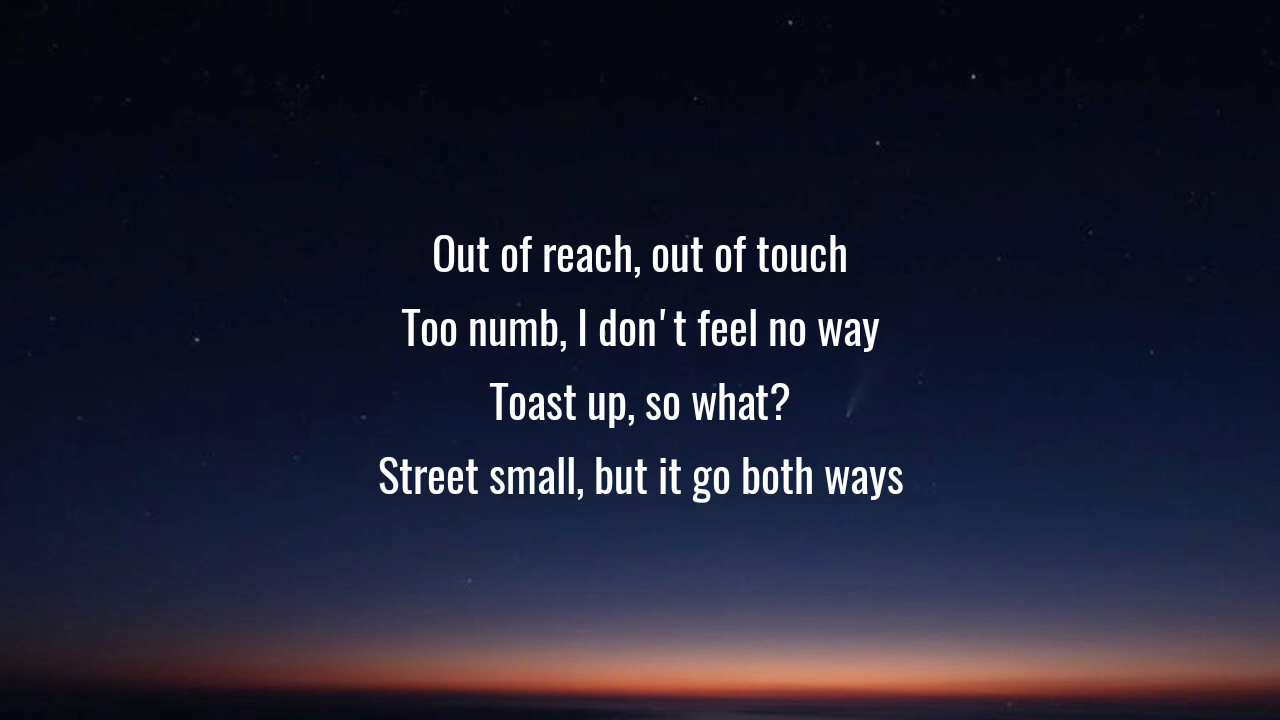 Out of reach, out of touch
Too numb, I don't feel no way
Toast up, so what?
Street small, but it go both ways